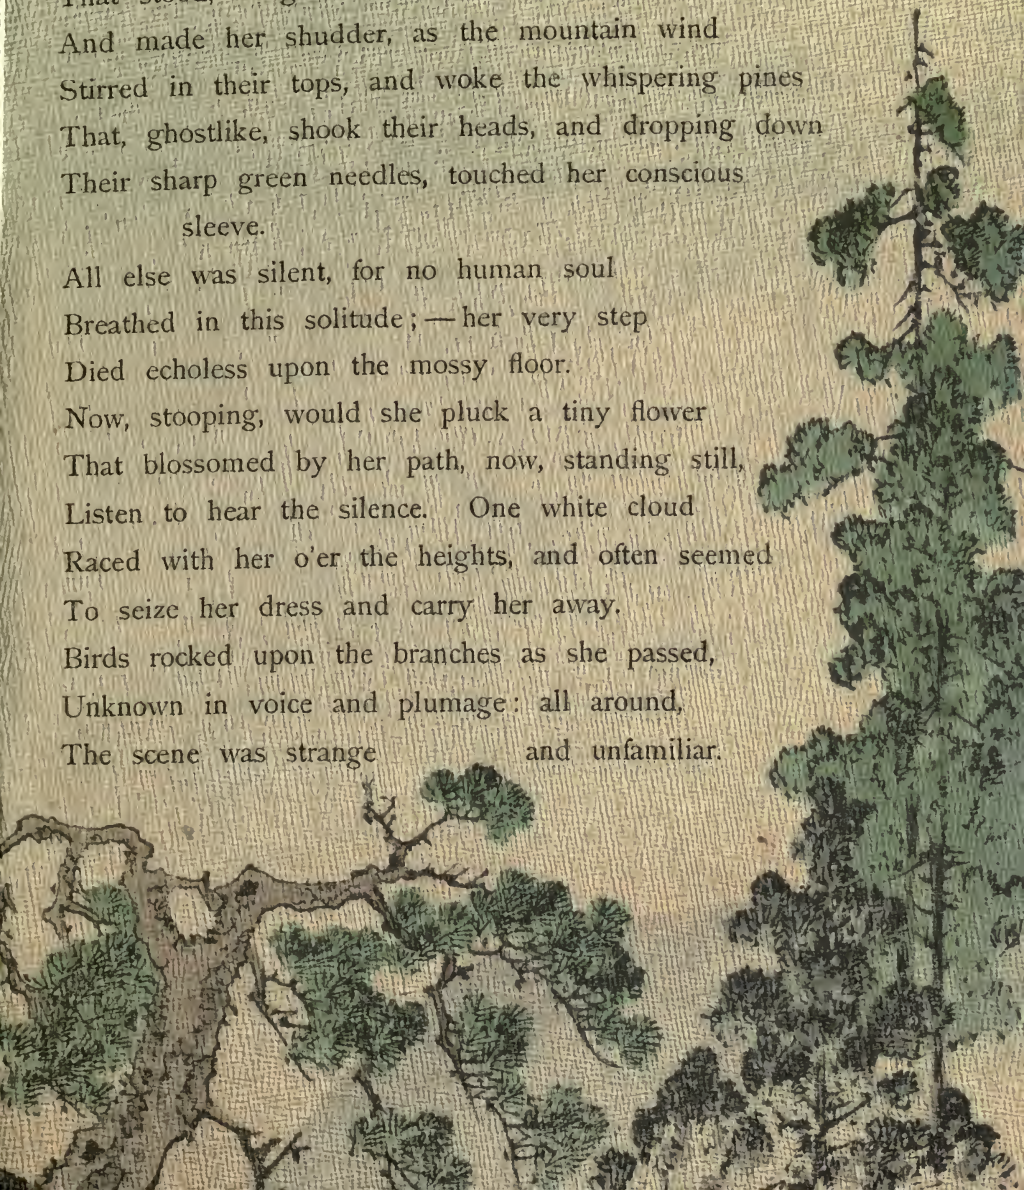 And made her shudder, as the mountain wind
Stirred in their tops, and woke the whispering pines
That, ghostlike, shook their heads, and dropping down
Their sharp green needles, touched her conscious
sleeve.
All else was silent, for no human soul
Breathed in this solitude; — her very step
Died echoless upon the mossy floor.
Now, stooping, would she pluck a tiny flower
That blossomed by her path, now, standing still,
Listen to hear the silence. One white cloud
Raced with her o'er the heights, and often seemed
To seize her dress and carry her away.
Birds rocked upon the branches as she passed,
Unknown in voice and plumage: all around,
The scene was strange and unfamiliar.